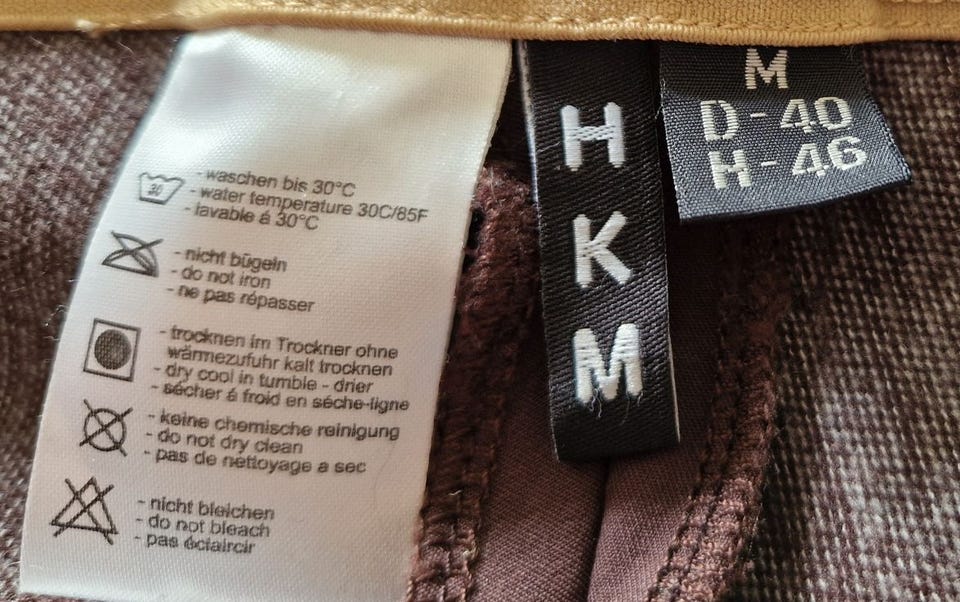 30
- waschen bis 30°C
- water temperature 30C/85F
- lavable á 30°C
- nicht bügeln
- do not iron
- ne pas répasser
- trocknen im Trockner ohne
wärmezufuhr kalt trocknen
- dry cool in tumble - drier
- sécher á froid en séche-ligne
- keine chemische reinigung
- do not dry clean
- pas de nettoyage a sec
- nicht bleichen
- do not bleach
- pas éclaircir
H
K
M
M
D - 40
H - 46